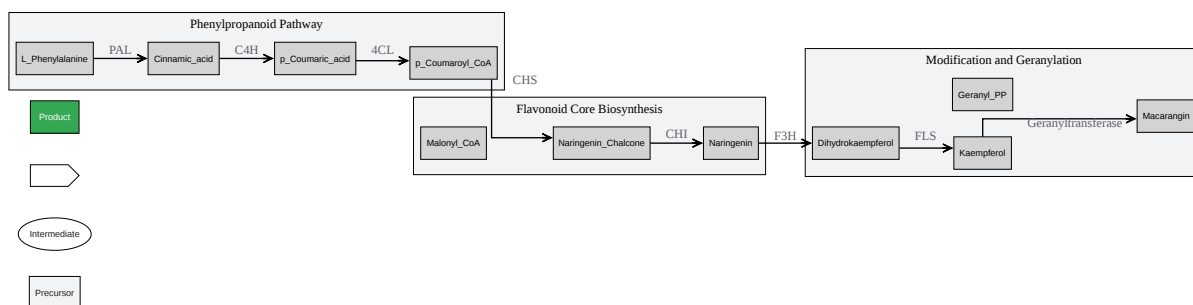 Phenylpropanoid Pathway
L_Phenylalanine
PAL
Cinnamic_acid
C4H
p_Coumaric_acid
4CL
p_Coumaroyl_CoA
CHS
Flavonoid Core Biosynthesis
Malonyl_CoA
Naringenin_Chalcone
CHI
Naringenin
F3H
Modification and Geranylation
Geranyl_PP
Dihydrokaempferol
FLS
Kaempferol
Geranyltransferase
Macarangin
Product
Intermediate
Precursor